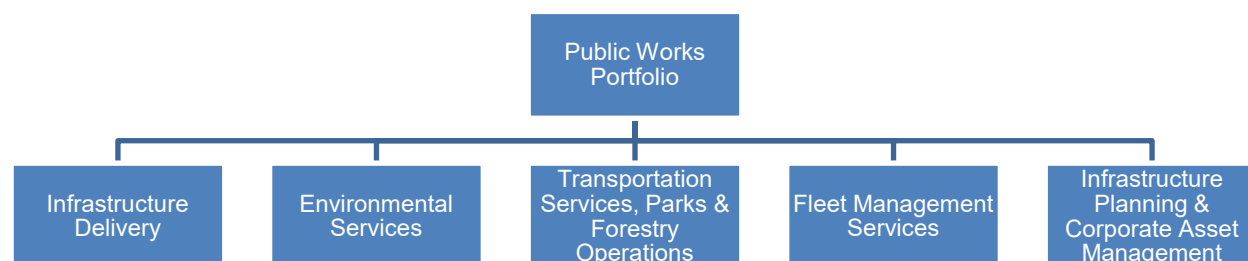 Public Works
Portfolio
Infrastructure
Delivery
Environmental
Services
Transportation
Services, Parks &
Forestry
Operations
Fleet Management
Services
Infrastructure
Planning &
Corporate Asset
Management